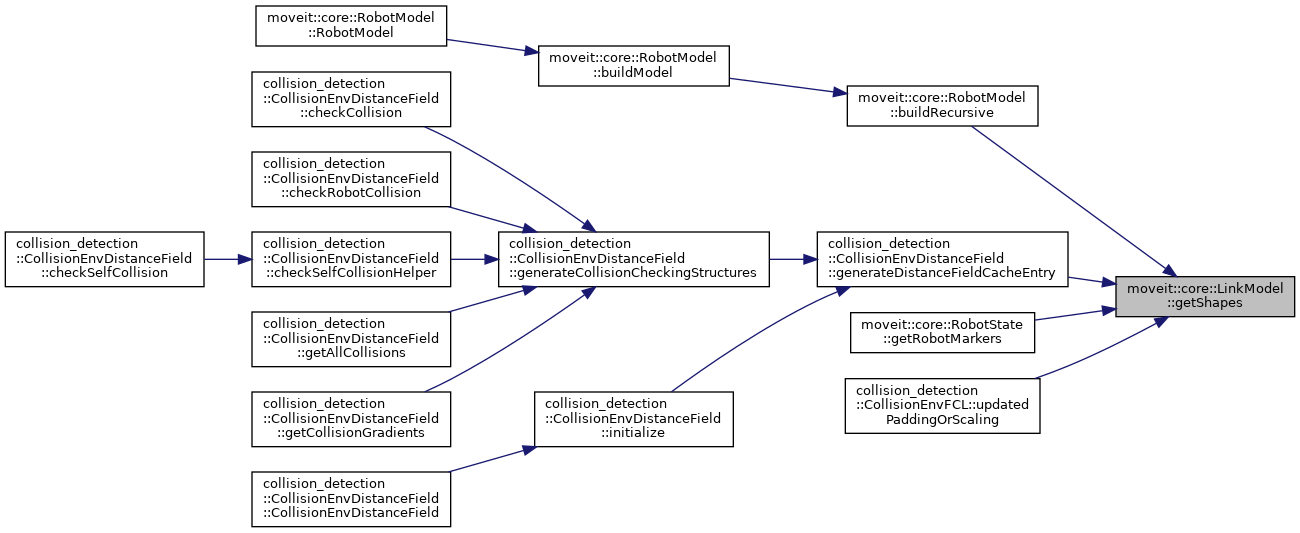 moveit::core::RobotModel
::RobotModel
moveit::core::RobotModel
::buildModel
collision_detection
::CollisionEnvDistanceField
::checkCollision
moveit::core::RobotModel
::buildRecursive
collision_detection
::CollisionEnvDistanceField
::checkRobotCollision
collision_detection
::CollisionEnvDistanceField
::checkSelfCollision
collision_detection
::CollisionEnvDistanceField
::checkSelfCollisionHelper
collision_detection
::CollisionEnvDistanceField
::generateCollisionCheckingStructures
collision_detection
::CollisionEnvDistanceField
::generateDistanceFieldCacheEntry
moveit::core::LinkModel
::getShapes
collision_detection
::CollisionEnvDistanceField
::getAllCollisions
moveit::core::RobotState
::getRobotMarkers
collision_detection
::CollisionEnvFCL::updated
PaddingOrScaling
collision_detection
::CollisionEnvDistanceField
::getCollisionGradients
collision_detection
::CollisionEnvDistanceField
::initialize
collision_detection
::CollisionEnvDistanceField
::CollisionEnvDistanceField